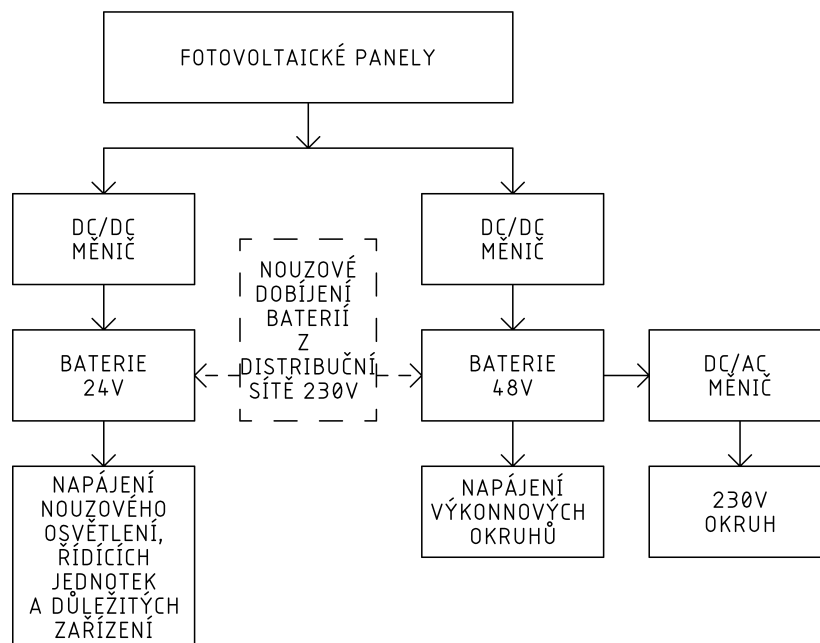 FOTOVOLTAICKÉ PANELY
DC/DC
MĚNIČ
DC/DC
MĚNIČ
NOUZOVÉ
DOBÍJENÍ
BATERIÍ
Z
DISTRIBUČNÍ
SÍTĚ 230V
BATERIE
24V
BATERIE
48V
DC/AC
MĚNIČ
NAPÁJENÍ
NOUZOVÉHO
OSVĚTLENÍ,
ŘÍDÍCÍCH
JEDNOTEK
A DŮLEŽITÝCH
ZAŘÍZENÍ
NAPÁJENÍ
VÝKONNOVÝCH
OKRUHŮ
230V
OKRUH